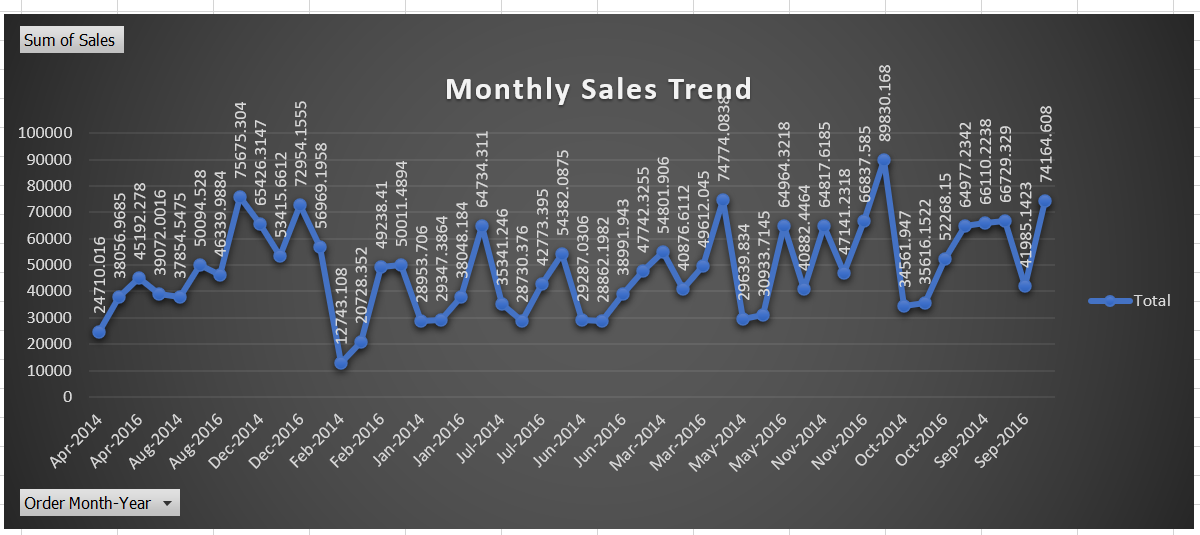 Sum of Sales
Monthly Sales Trend
100000
90000
80000
70000
60000
50000
40000
30000
20000
10000
0
24710.016
38056.9685
45192.278
39072.0016
37854.5475
50094.528
46339.9884
75675.304
65426.3147
53415.6612
72954.1555
56969.1958
12743.108
20728.352
49238.41
50011.4894
28953.706
29347.3864
38048.184
64734.311
35341.246
28730.376
42773.395
54382.0875
29287.0306
28862.1982
38991.943
47742.3255
54801.906
40876.6112
49612.045
74774.0838
29639.834
30933.7145
64964.3218
40882.4464
64817.6185
47141.2318
66837.585
89830.168
34561.947
35616.1522
52268.15
64977.2342
66110.2238
66729.329
41985.1423
74164.608
Total
Apr-2014
Apr-2016
Aug-2014
Aug-2016
Dec-2014
Dec-2016
Feb-2014
Feb-2016
Jan-2014
Jan-2016
Jul-2014
Jul-2016
Jun-2014
Jun-2016
Mar-2014
Mar-2016
May-2014
May-2016
Nov-2014
Nov-2016
Oct-2014
Oct-2016
Sep-2014
Sep-2016
Order Month-Year